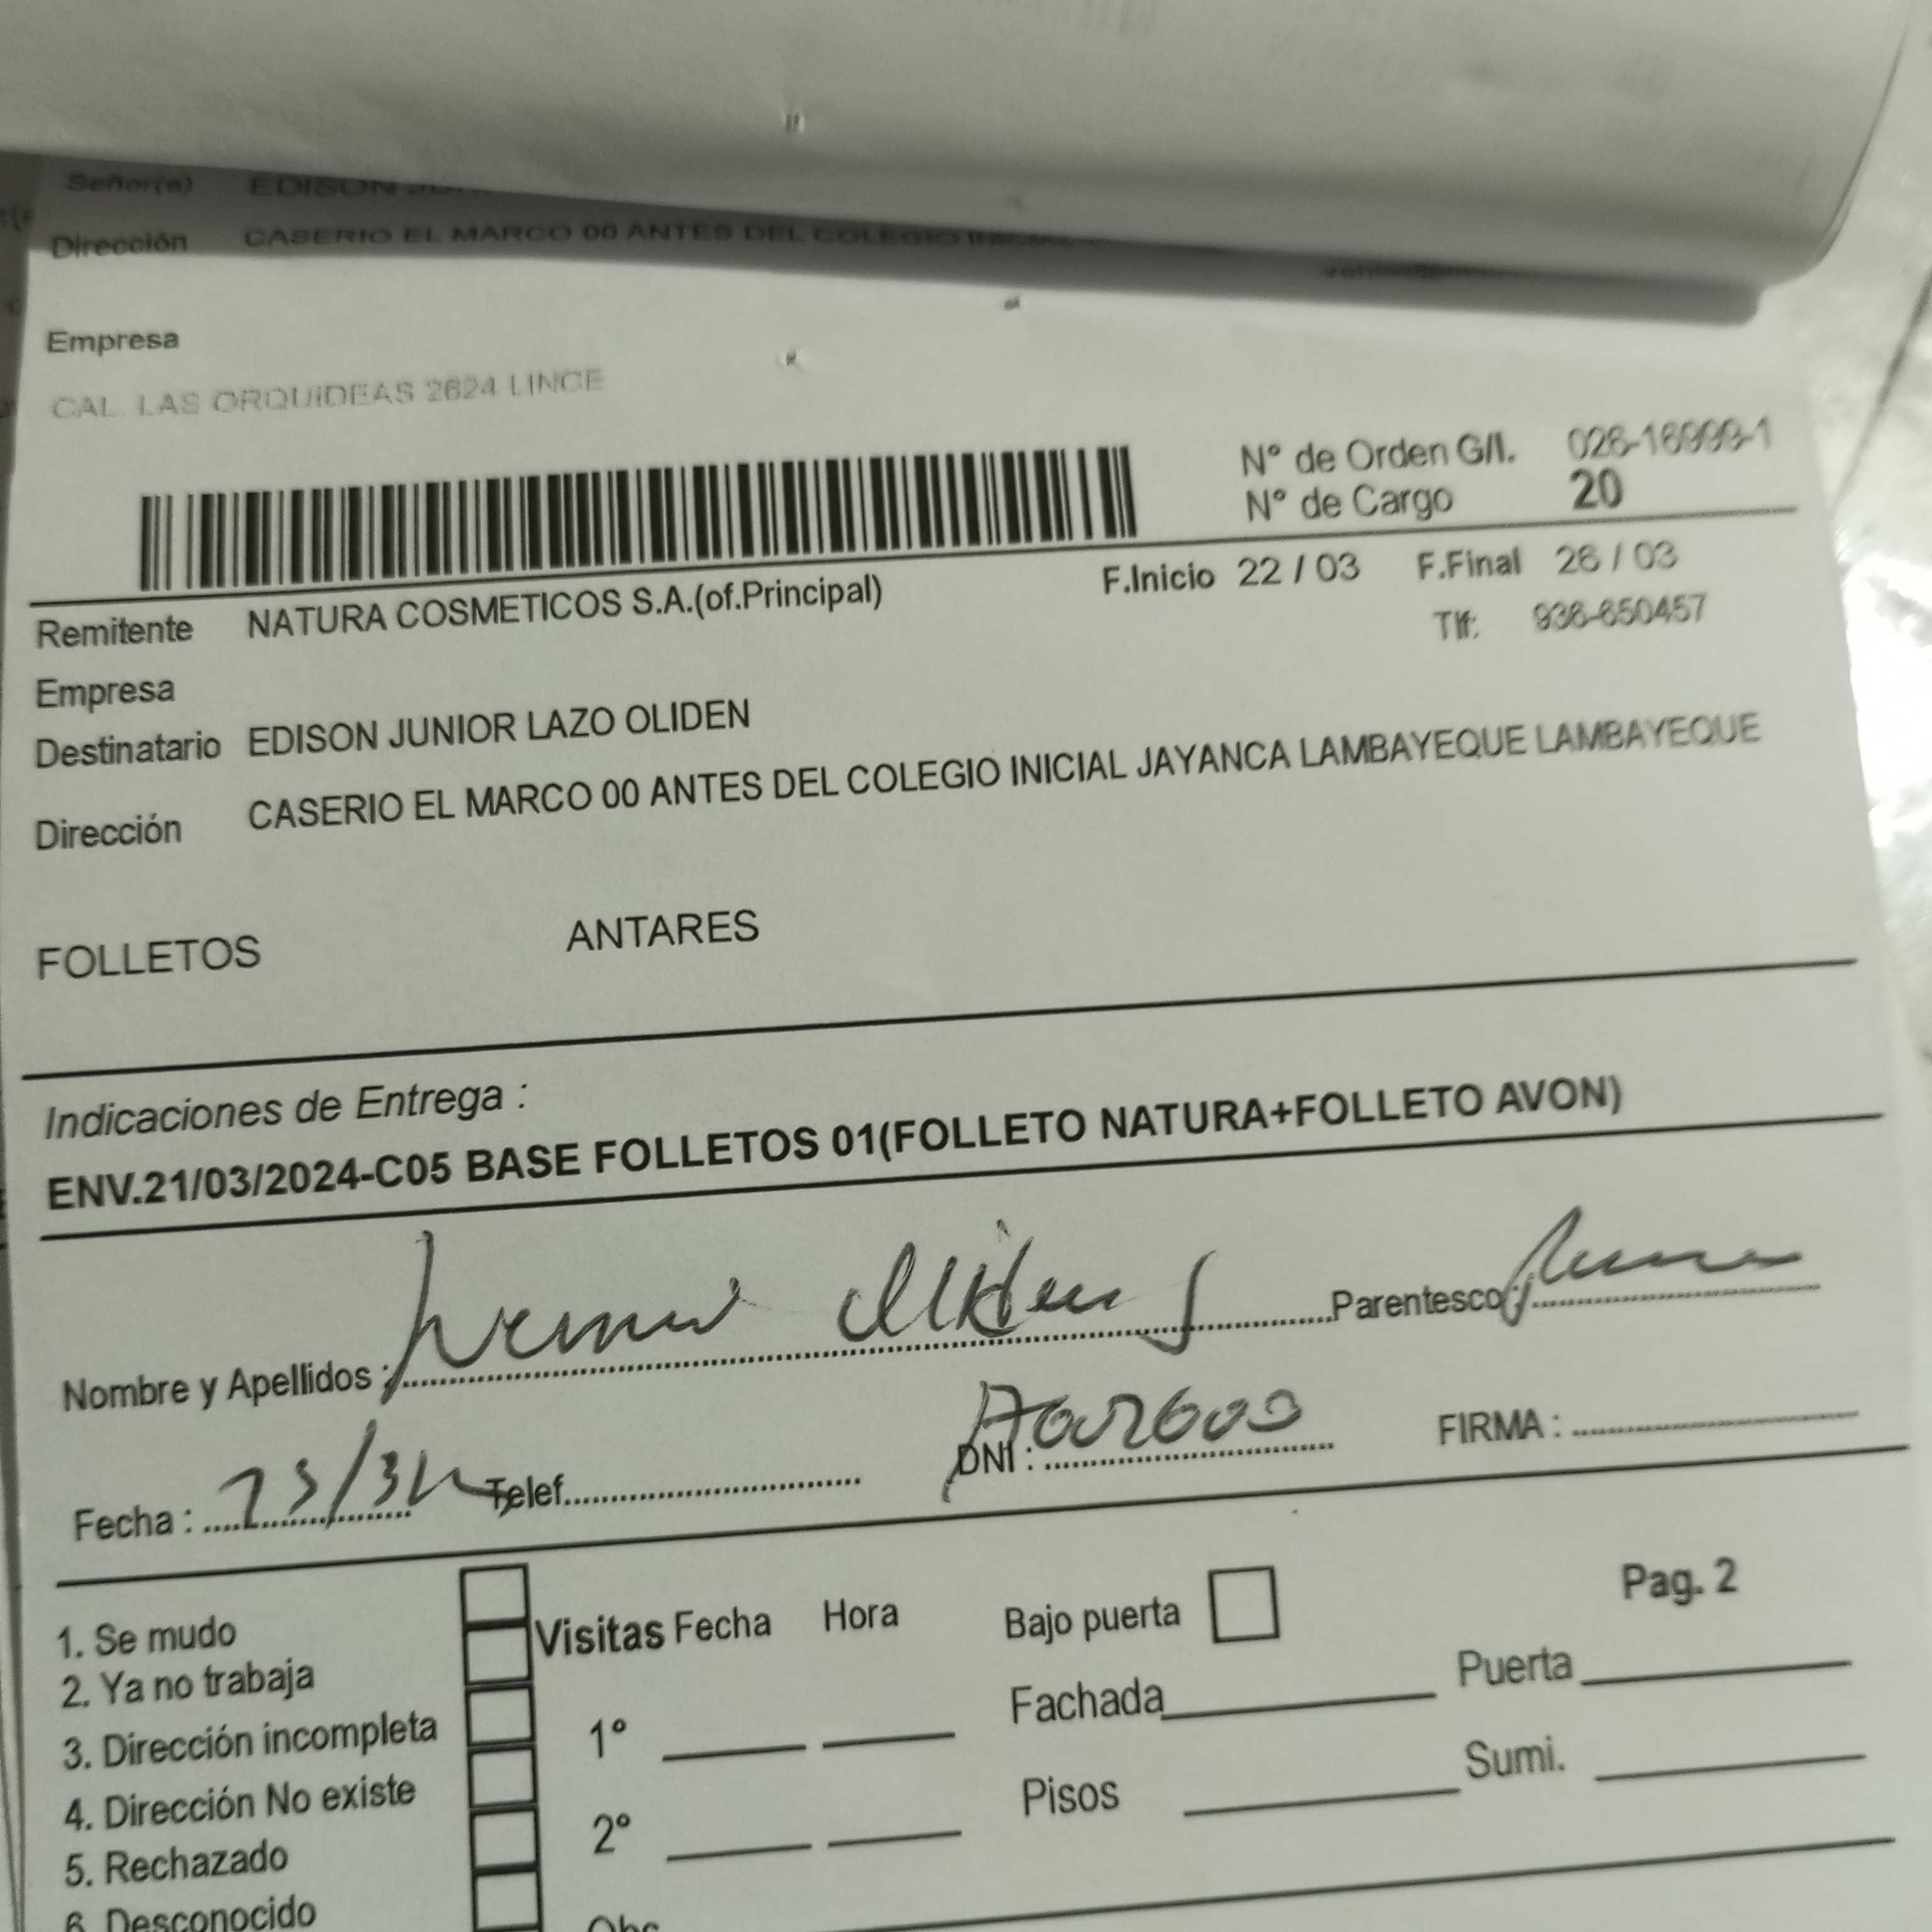 Señor(a) EDISON
Dirección CASERIO EL MARCO 00 ANTES DEL COLEGIO
Empresa
CAL. LAS ORQUIDEAS 2624 LINCE
Nº de Orden G/I. 026-16999-1
Nº de Cargo 20
Remitente NATURA COSMETICOS S.A.(of.Principal) F.Inicio 22 / 03 F.Final 26 / 03
Tlf: 936-650457
Empresa
Destinatario EDISON JUNIOR LAZO OLIDEN
Dirección CASERIO EL MARCO 00 ANTES DEL COLEGIO INICIAL JAYANCA LAMBAYEQUE LAMBAYEQUE
FOLLETOS ANTARES
Indicaciones de Entrega :
ENV.21/03/2024-C05 BASE FOLLETOS 01(FOLLETO NATURA+FOLLETO AVON)
Nombre y Apellidos : Parentesco
Fecha : Telef. DNI : FIRMA :
Pag. 2
1. Se mudo Visitas Fecha Hora Bajo puerta
2. Ya no trabaja Fachada Puerta
3. Dirección incompleta 1º
4. Dirección No existe Pisos Sumi.
5. Rechazado 2º
6. Desconocido Obs